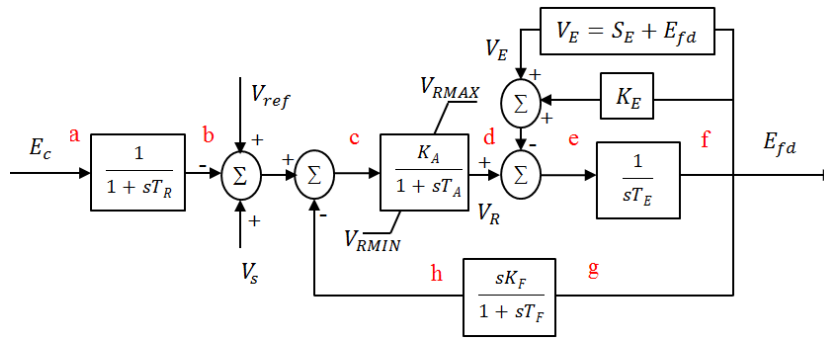 V_E = S_E + E_fd
V_E
+
V_ref
V_RMAX
Σ
+
K_E
a
b
c
d
-
e
f
E_c
+
+
+
E_fd
1 / (1 + sT_R)
-
Σ
Σ
K_A / (1 + sT_A)
Σ
1 / (sT_E)
+
-
V_R
V_s
V_RMIN
h
g
sK_F / (1 + sT_F)